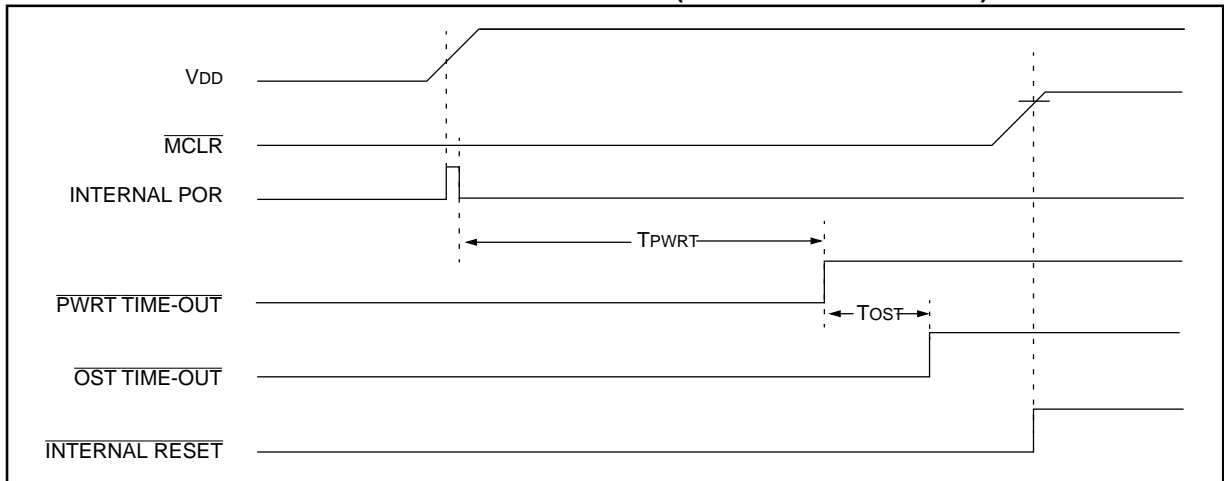 VDD
MCLR
INTERNAL POR
TPWRT
PWRT TIME-OUT
TOST
OST TIME-OUT
INTERNAL RESET